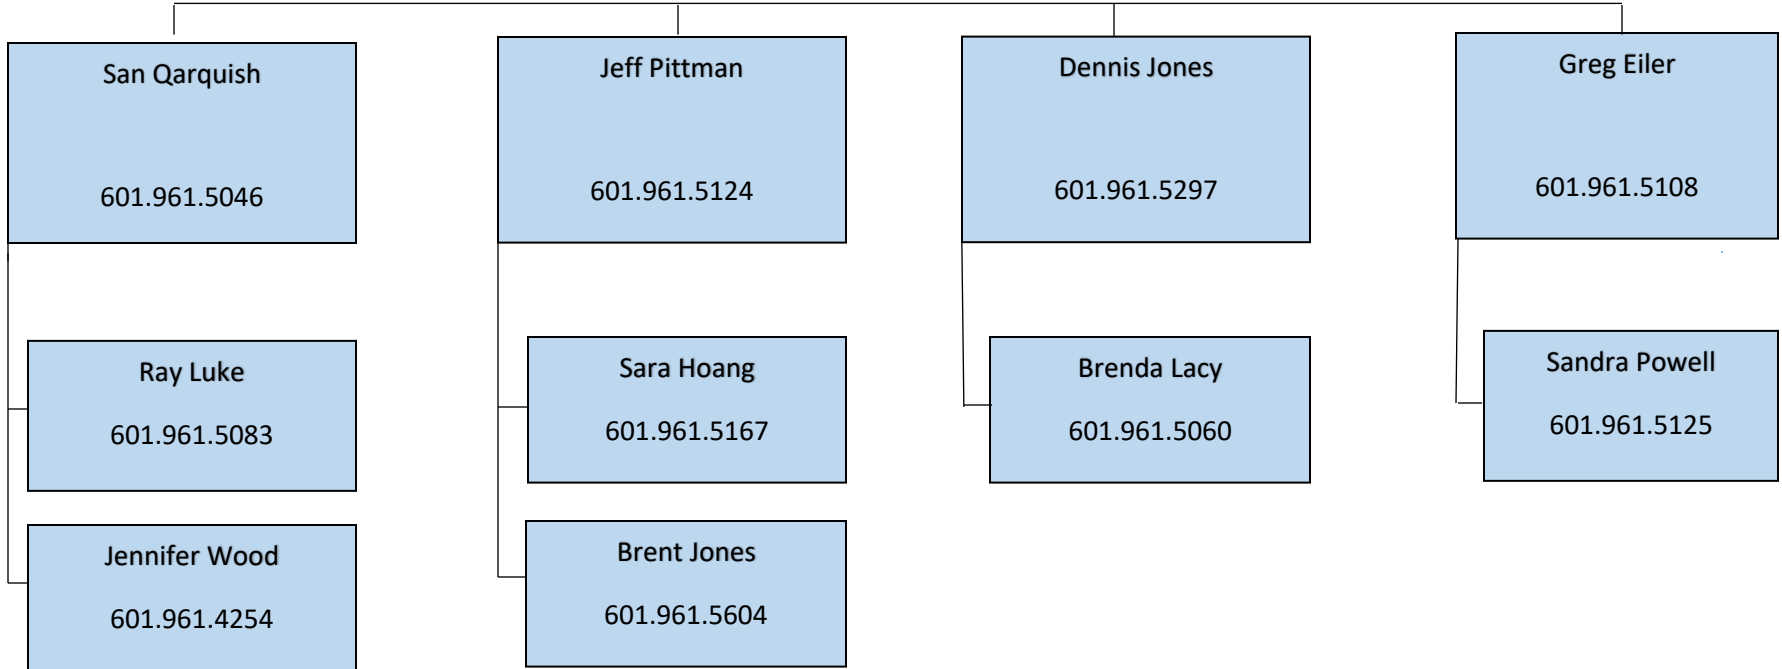 San Qarquish
601.961.5046
Jeff Pittman
601.961.5124
Dennis Jones
601.961.5297
Greg Eiler
601.961.5108
Ray Luke
601.961.5083
Sara Hoang
601.961.5167
Brenda Lacy
601.961.5060
Sandra Powell
601.961.5125
Jennifer Wood
601.961.4254
Brent Jones
601.961.5604